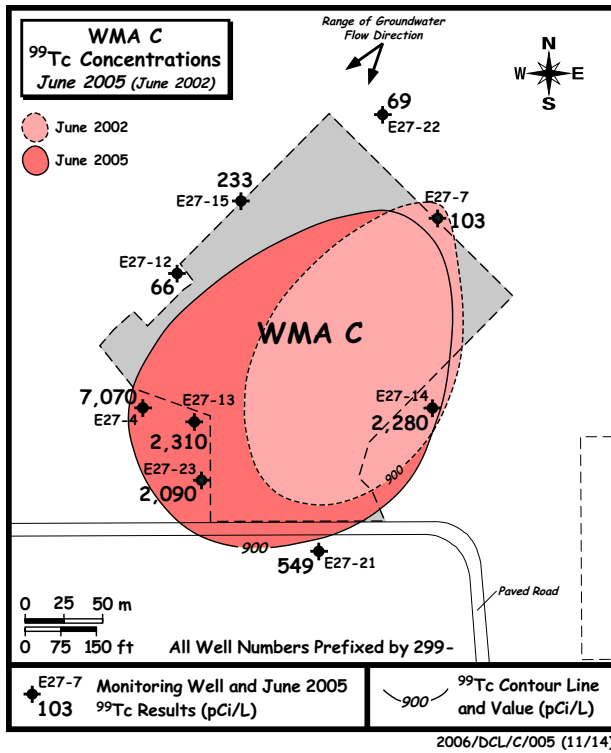 WMA C
⁹⁹Tc Concentrations
June 2005 (June 2002)
June 2002
June 2005
Range of Groundwater
Flow Direction
N
W E
S
69
E27-22
233
E27-15
E27-7
103
E27-12
66
WMA C
7,070
E27-4
E27-13
2,310
E27-14
2,280
E27-23
2,090
900
900
549 E27-21
Paved Road
0 25 50 m
0 75 150 ft
All Well Numbers Prefixed by 299-
E27-7 Monitoring Well and June 2005
103 ⁹⁹Tc Results (pCi/L)
900 ⁹⁹Tc Contour Line
and Value (pCi/L)
2006/DCL/C/005 (11/14)